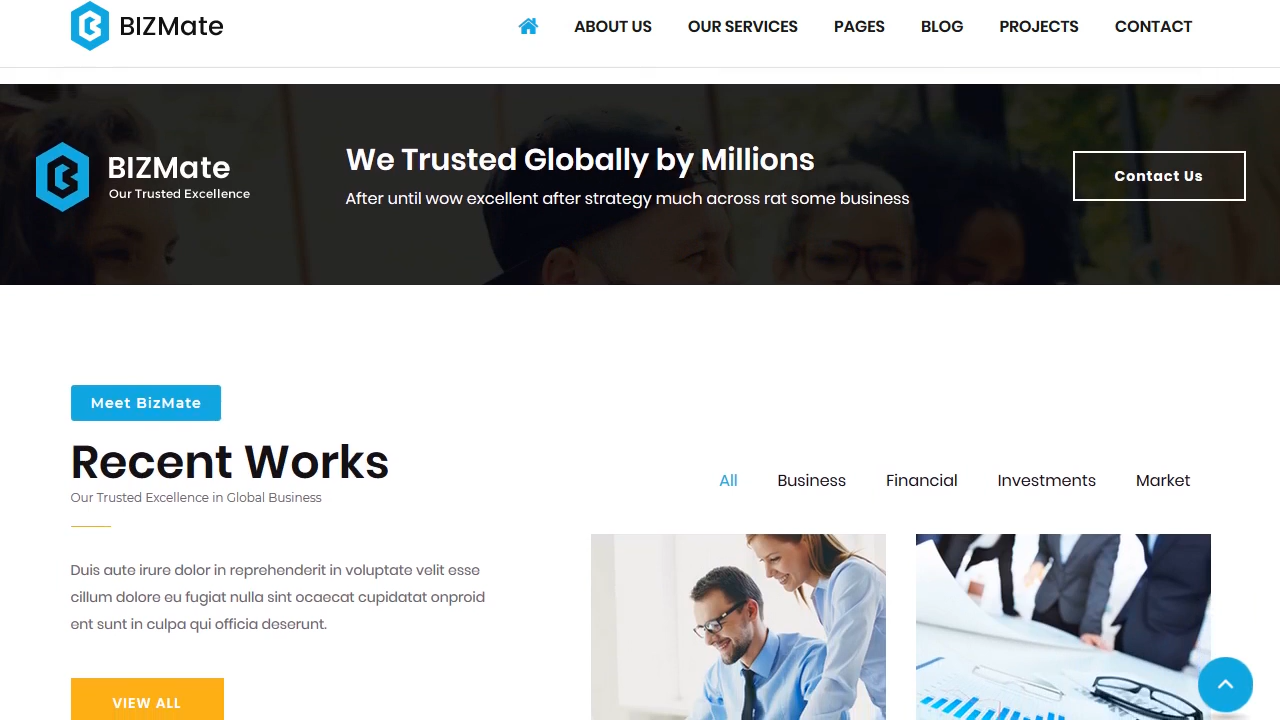 BIZMate
ABOUT US
OUR SERVICES
PAGES
BLOG
PROJECTS
CONTACT
BIZMate
Our Trusted Excellence
We Trusted Globally by Millions
After until wow excellent after strategy much across rat some business
Contact Us
Meet BizMate
Recent Works
Our Trusted Excellence in Global Business
All
Business
Financial
Investments
Market
Duis aute irure dolor in reprehenderit in voluptate velit esse
cillum dolore eu fugiat nulla sint ocaecat cupidatat onproid
ent sunt in culpa qui officia deserunt.
VIEW ALL